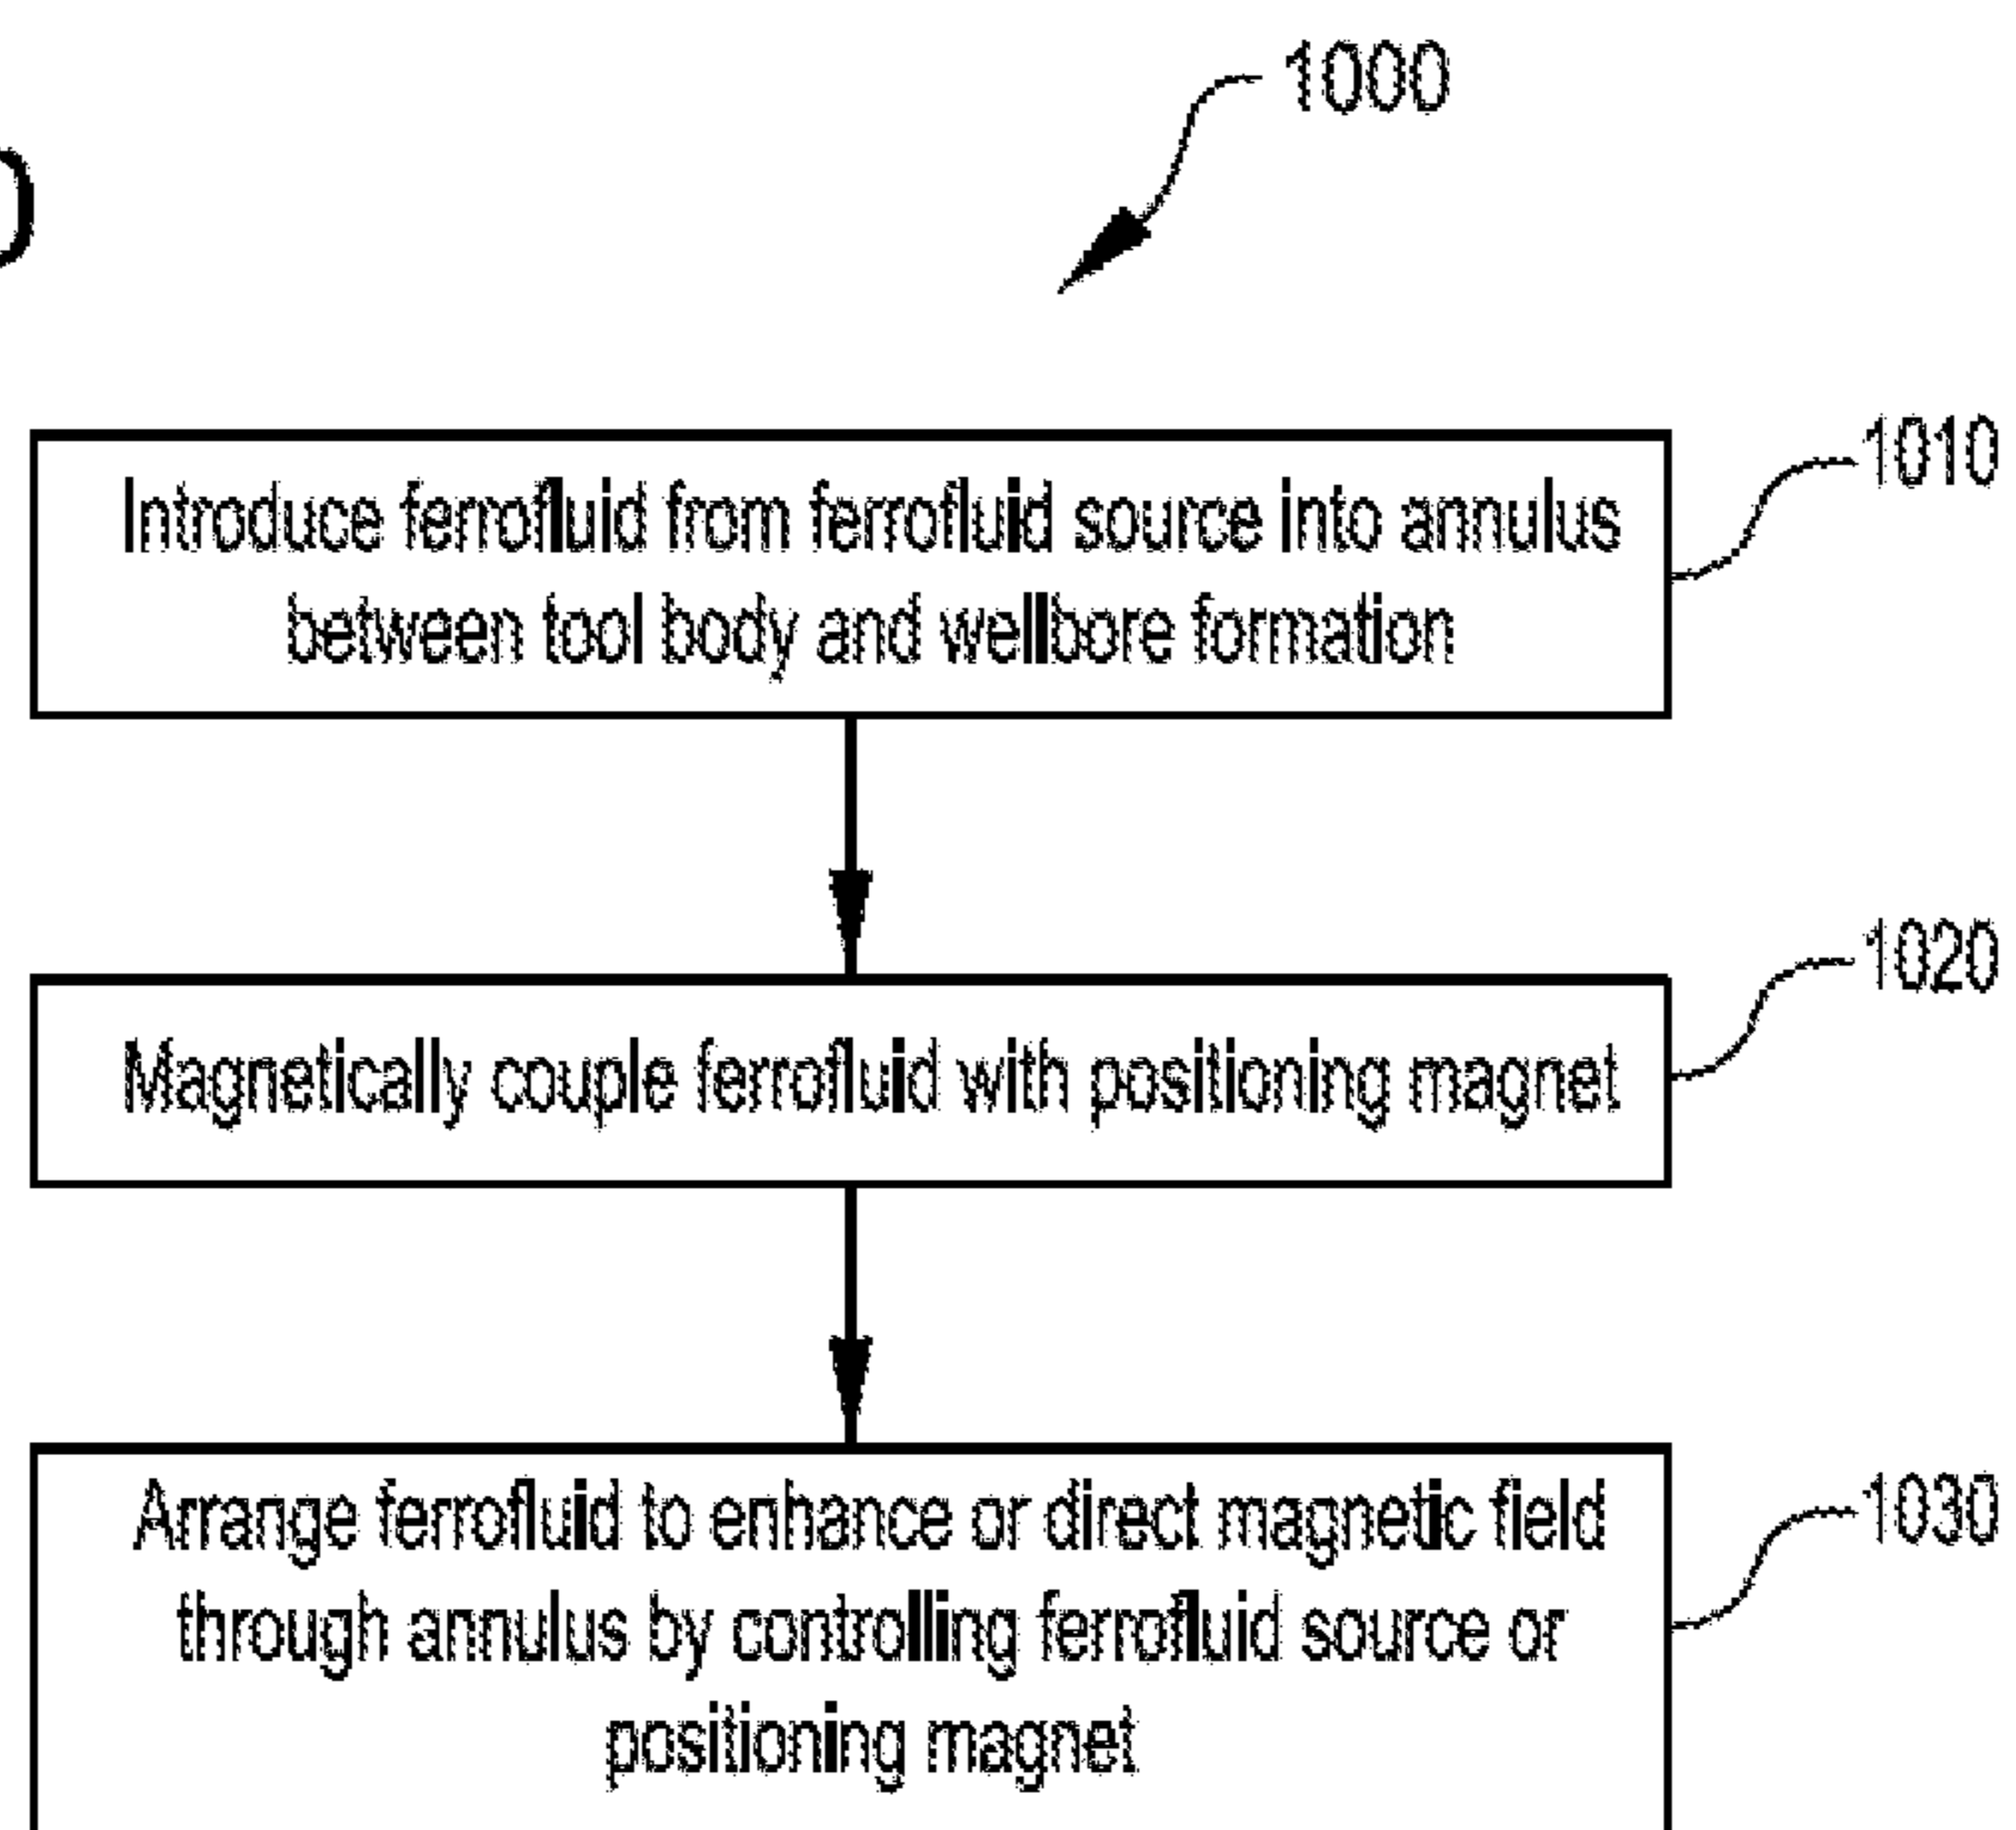 1000
Introduce ferrofluid from ferrofluid source into annulus
between tool body and wellbore formation
1010
Magnetically couple ferrofluid with positioning magnet
1020
Arrange ferrofluid to enhance or direct magnetic field
through annulus by controlling ferrofluid source or
positioning magnet
1030